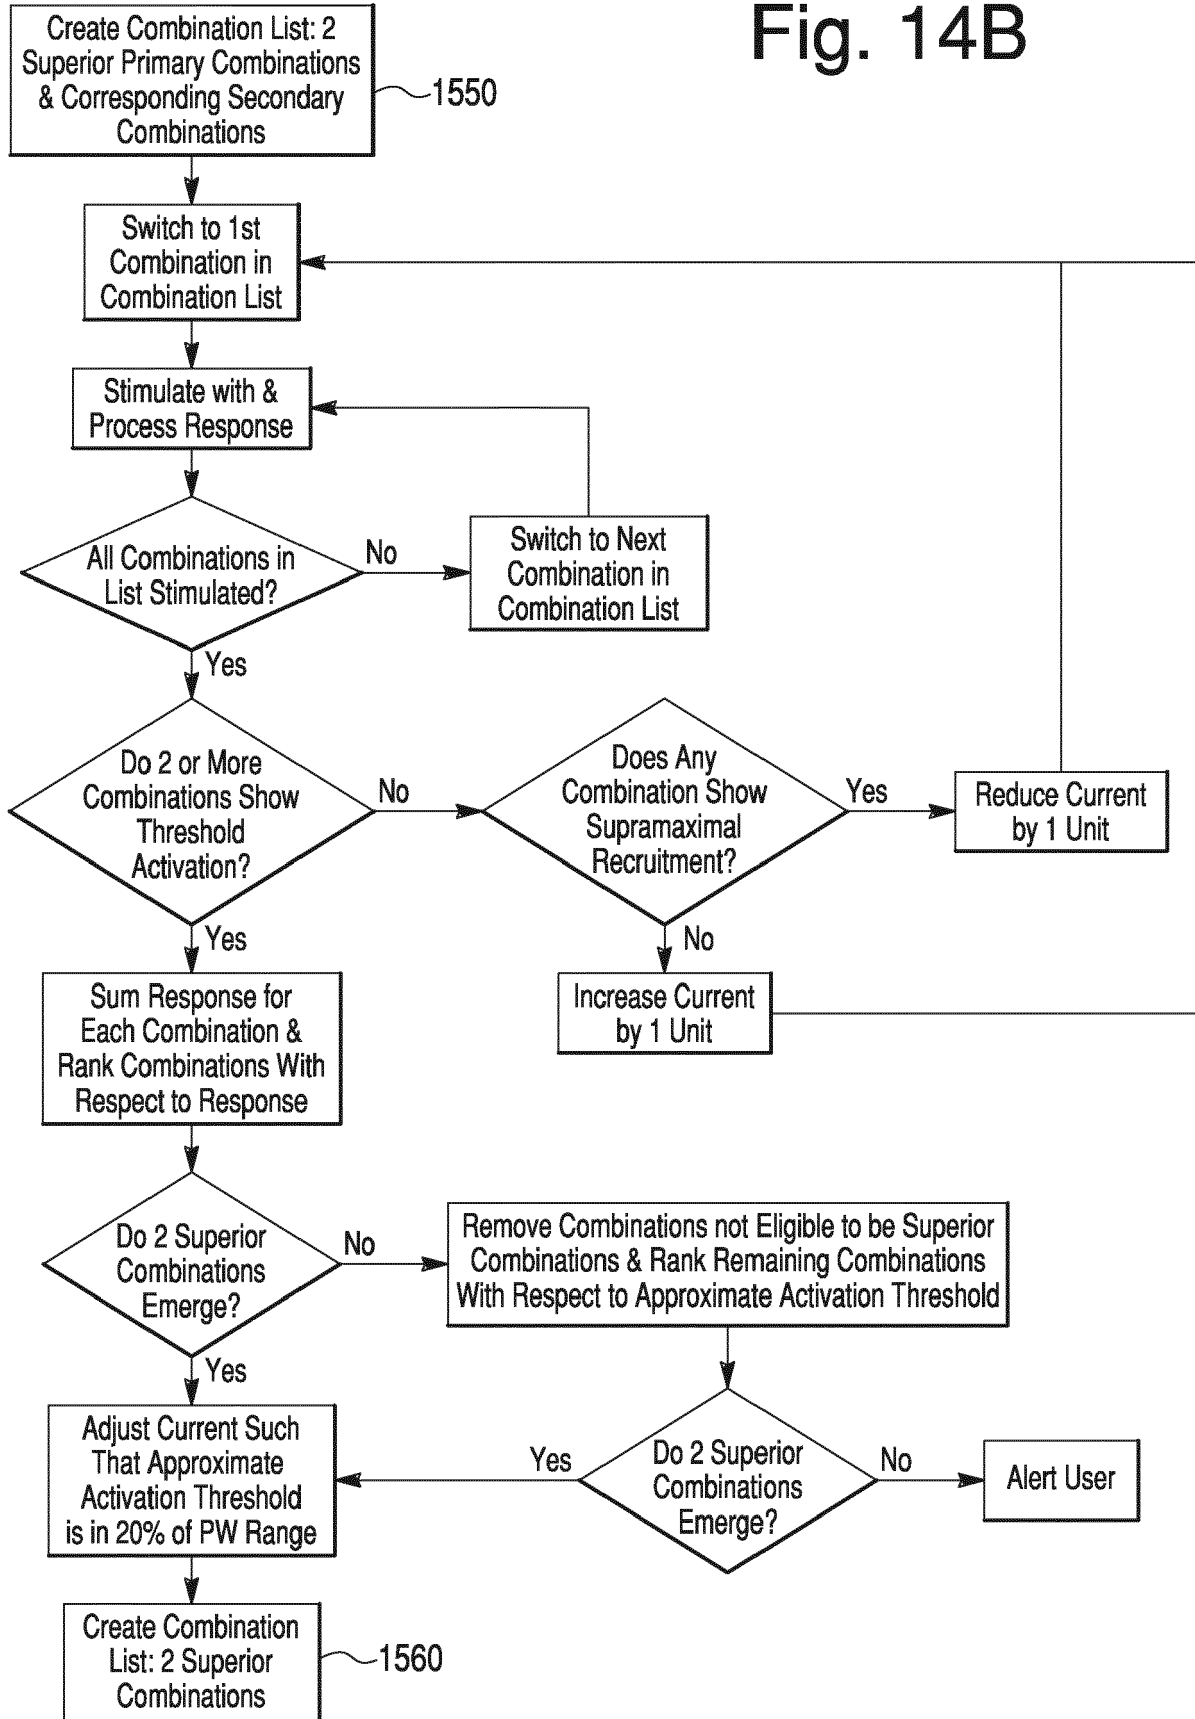 Fig. 14B
Create Combination List: 2
Superior Primary Combinations
& Corresponding Secondary
Combinations
1550
Switch to 1st
Combination in
Combination List
Stimulate with &
Process Response
All Combinations in
List Stimulated?
No
Switch to Next
Combination in
Combination List
Yes
Do 2 or More
Combinations Show
Threshold
Activation?
No
Does Any
Combination Show
Supramaximal
Recruitment?
Yes
Reduce Current
by 1 Unit
Yes
No
Sum Response for
Each Combination &
Rank Combinations With
Respect to Response
Increase Current
by 1 Unit
Do 2 Superior
Combinations
Emerge?
No
Remove Combinations not Eligible to be Superior
Combinations & Rank Remaining Combinations
With Respect to Approximate Activation Threshold
Yes
Adjust Current Such
That Approximate
Activation Threshold
is in 20% of PW Range
Yes
Do 2 Superior
Combinations
Emerge?
No
Alert User
Create Combination
List: 2 Superior
Combinations
1560